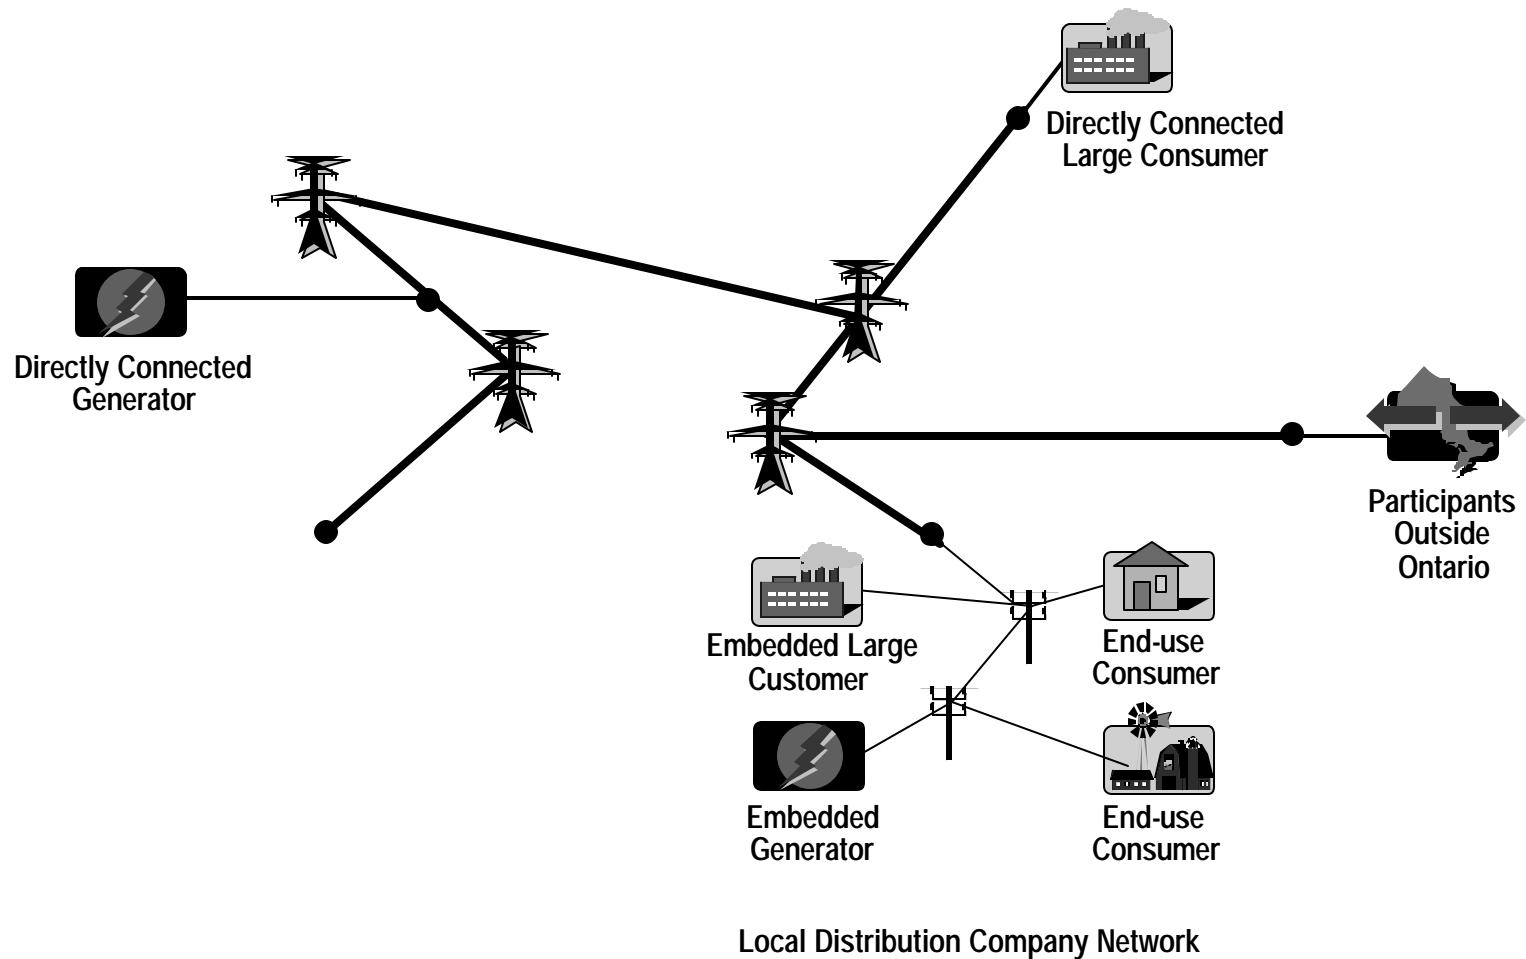 Directly Connected
Large Consumer
Directly Connected
Generator
Participants
Outside
Ontario
Embedded Large
Customer
End-use
Consumer
Embedded
Generator
End-use
Consumer
Local Distribution Company Network